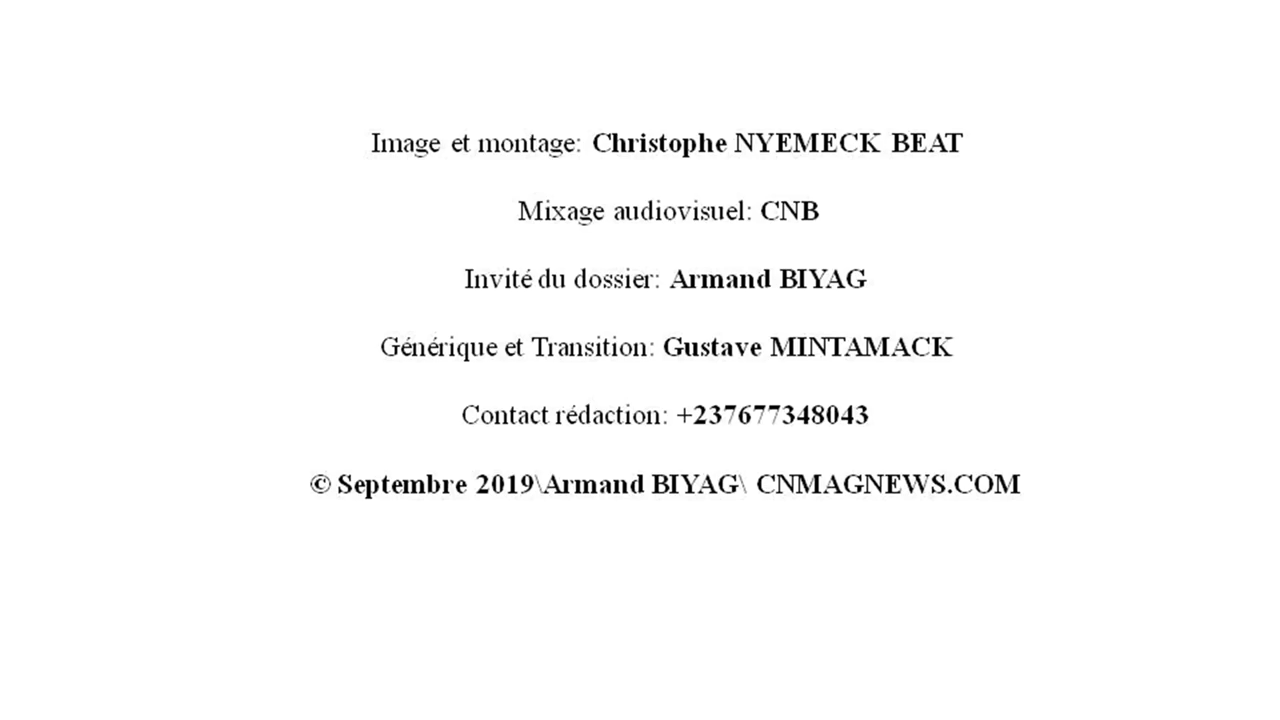 Image et montage: Christophe NYEMECK BEAT
Mixage audiovisuel: CNB
Invité du dossier: Armand BIYAG
Générique et Transition: Gustave MINTAMACK
Contact rédaction: +237677348043
© Septembre 2019\Armand BIYAG\ CNMAGNEWS.COM